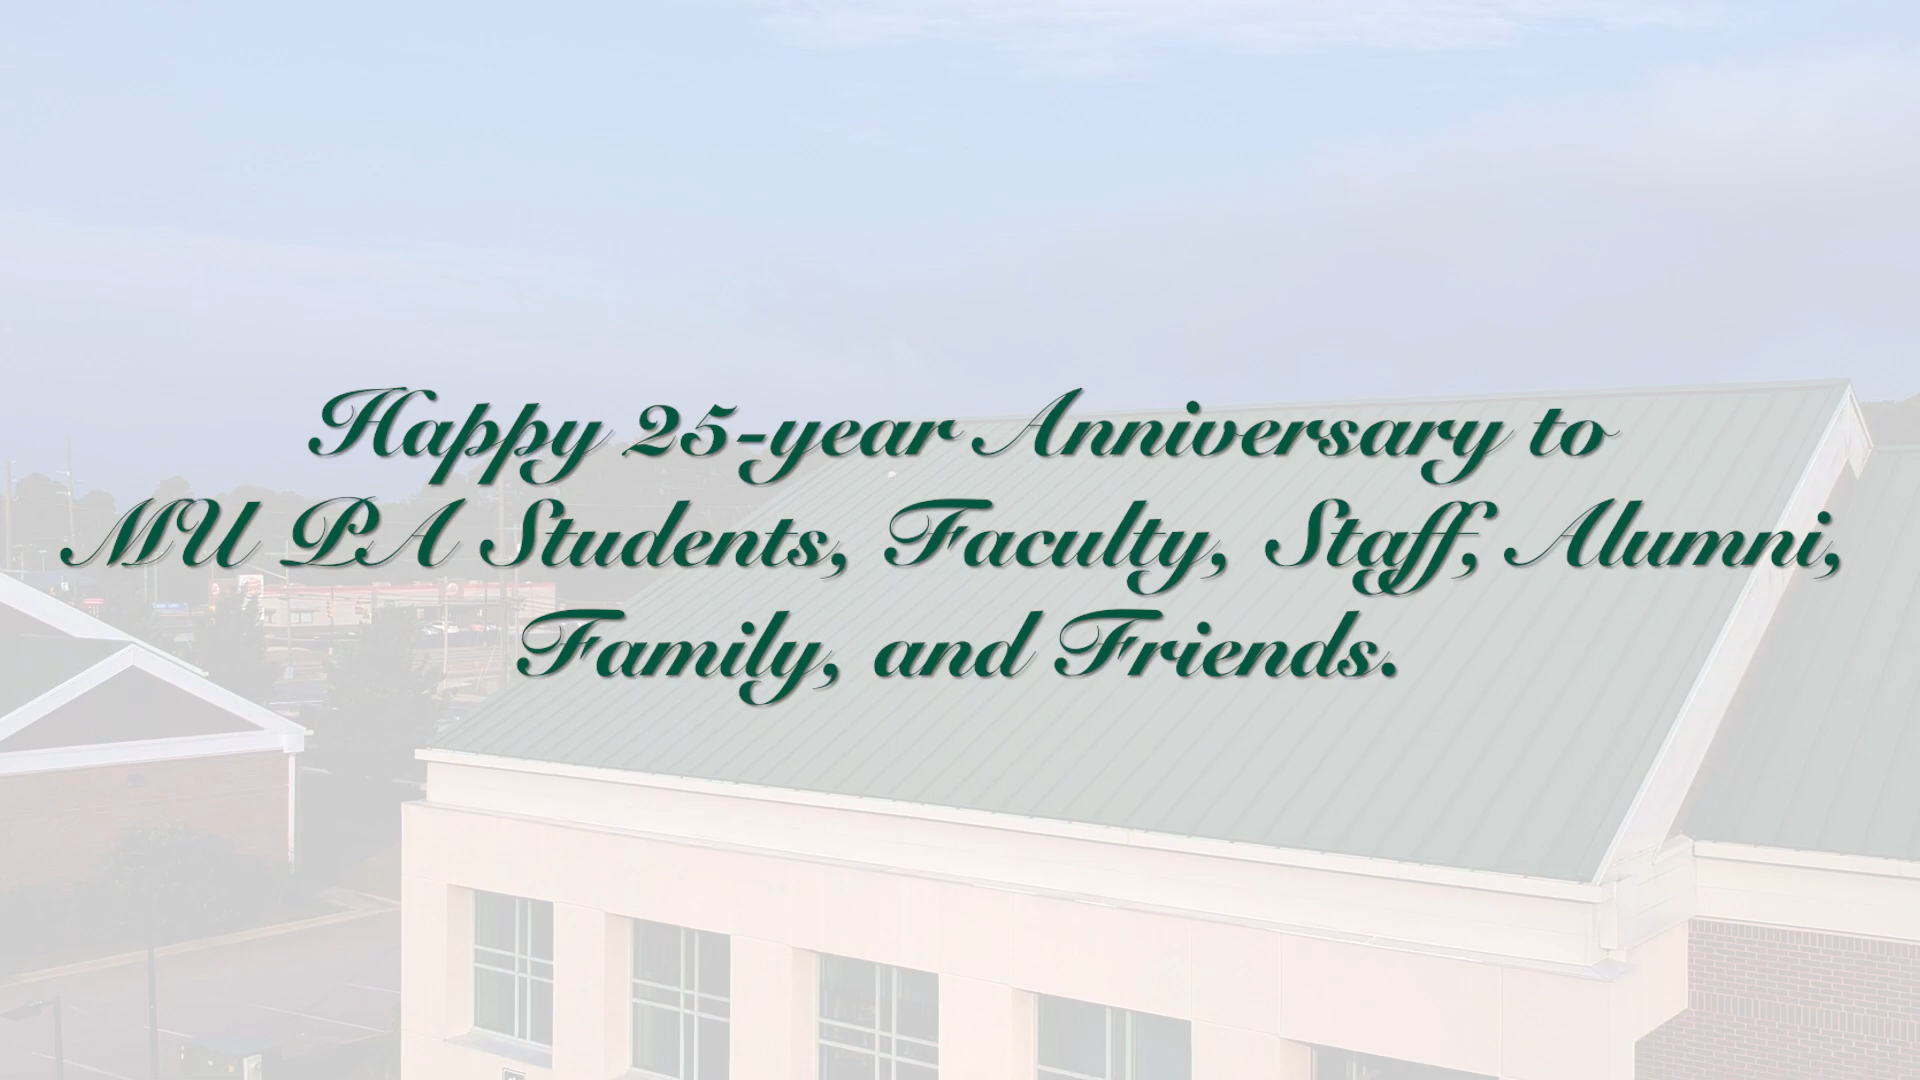 Happy 25-year Anniversary to
MU PA Students, Faculty, Staff, Alumni,
Family, and Friends.